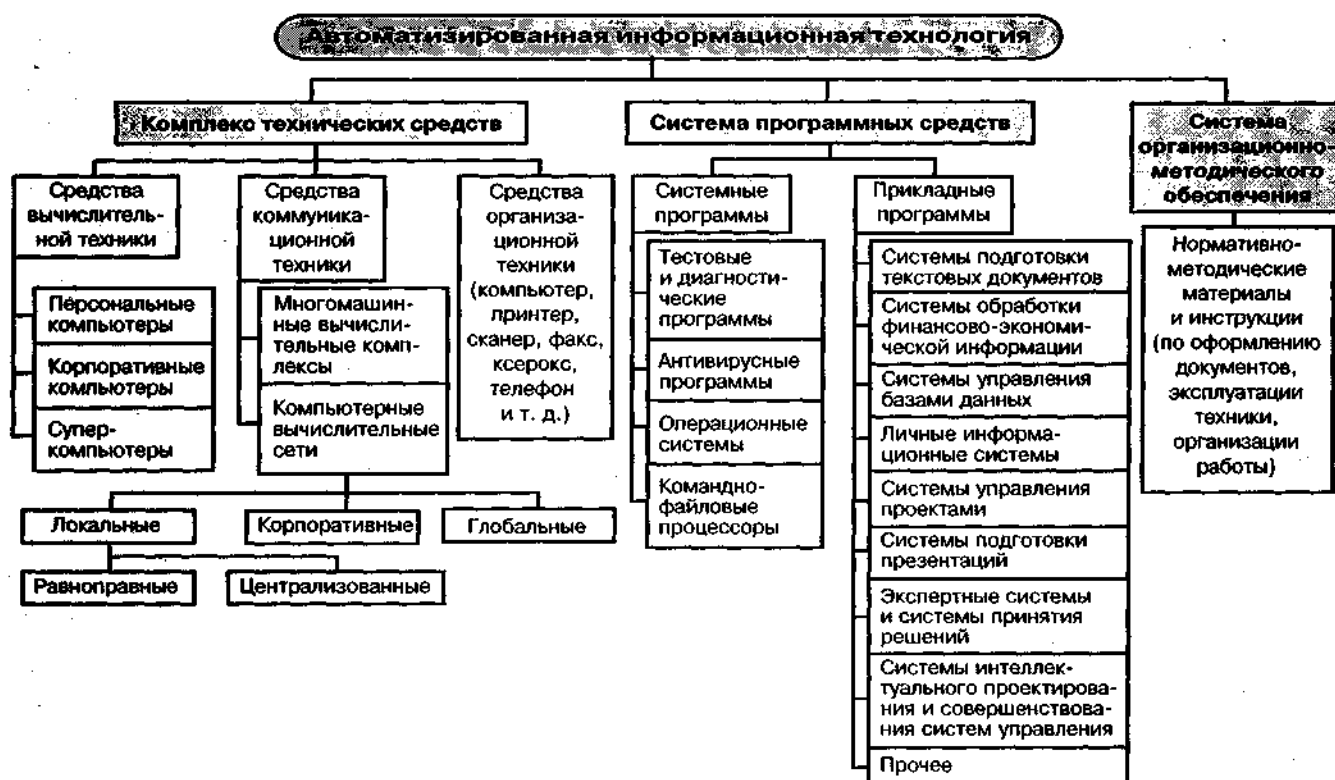 Автоматизированная информационная технология
Комплекс технических средств
Средства
вычислитель-
ной техники
Персональные
компьютеры
Корпоративные
компьютеры
Супер-
компьютеры
Средства
коммуника-
ционной
техники
Многомашин-
ные вычисли-
тельные комп-
лексы
Компьютерные
вычислительные
сети
Локальные
Корпоративные
Глобальные
Равноправные
Централизованные
Средства
организа-
ционной
техники
(компьютер,
принтер,
сканер, факс,
ксерокс,
телефон
и т. д.)
Система программных средств
Системные
программы
Тестовые
и диагности-
ческие
программы
Антивирусные
программы
Операционные
системы
Командно-
файловые
процессоры
Прикладные
программы
Системы подготовки
текстовых документов
Системы обработки
финансово-экономи-
ческой информации
Системы управления
базами данных
Личные информа-
ционные системы
Системы управления
проектами
Системы подготовки
презентаций
Экспертные системы
и системы принятия
решений
Системы интеллек-
туального проектирова-
ния и совершенствова-
ния систем управления
Прочее
Система
организационно-
методического
обеспечения
Нормативно-
методические
материалы
и инструкции
(по оформлению
документов,
эксплуатации
техники,
организации
работы)